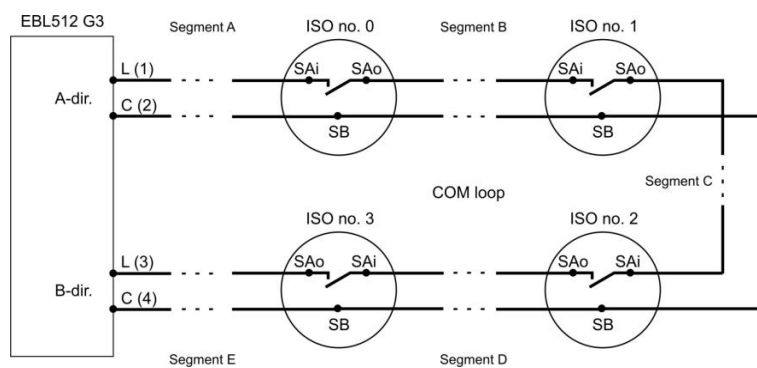 EBL512 G3
Segment A
ISO no. 0
Segment B
ISO no. 1
L (1)
SAi
SAo
SAi
SAo
A-dir.
C (2)
SB
SB
Segment C
COM loop
ISO no. 3
ISO no. 2
L (3)
SAo
SAi
SAo
SAi
B-dir.
C (4)
SB
SB
Segment E
Segment D